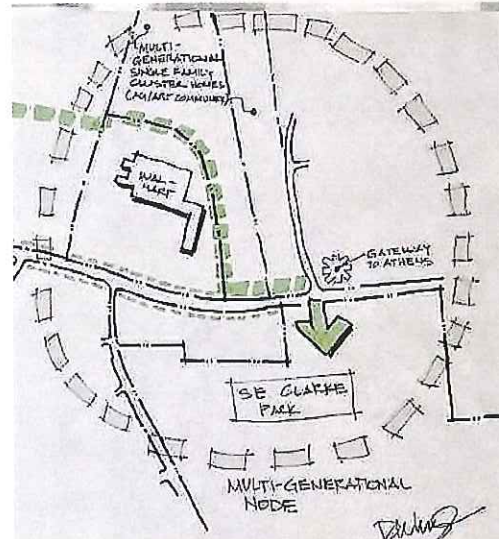 MULTI-
GENERATIONAL
SINGLE FAMILY
CLUSTER HOMES
(AG/ART COMMUNITY)
WAL-
MART
GATEWAY
TO ATHENS
SE CLARKE
PARK
MULTI-GENERATIONAL
NODE